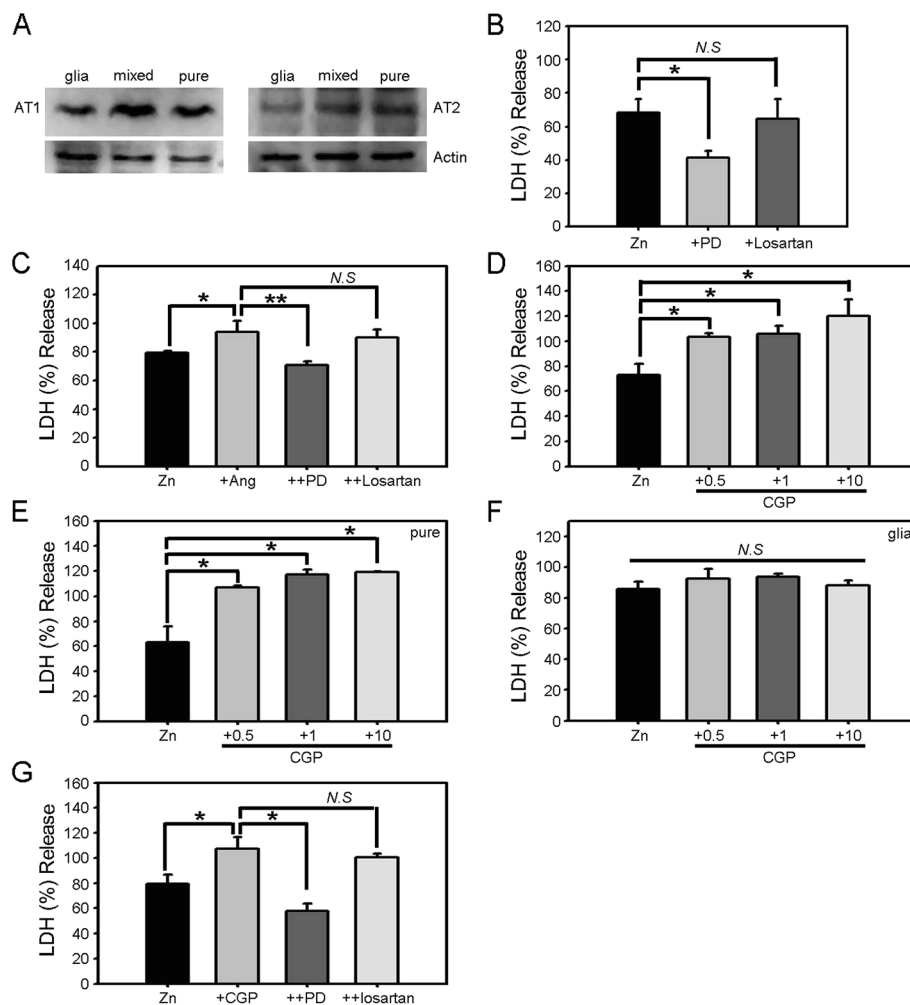 A
glia mixed pure
AT1
glia mixed pure
AT2
Actin
B
LDH (%) Release
120
100
80
60
40
20
0
N.S
*
Zn +PD +Losartan
C
LDH (%) Release
140
120
100
80
60
40
20
0
N.S
* **
Zn +Ang ++PD ++Losartan
D
LDH (%) Release
160
140
120
100
80
60
40
20
0
*
*
*
Zn +0.5 +1 +10
CGP
E
pure
LDH (%) Release
160
140
120
100
80
60
40
20
0
*
*
*
Zn +0.5 +1 +10
CGP
F
glia
LDH (%) Release
120
100
80
60
40
20
0
N.S
Zn +0.5 +1 +10
CGP
G
LDH (%) Release
160
140
120
100
80
60
40
20
0
N.S
* *
Zn +CGP ++PD ++losartan